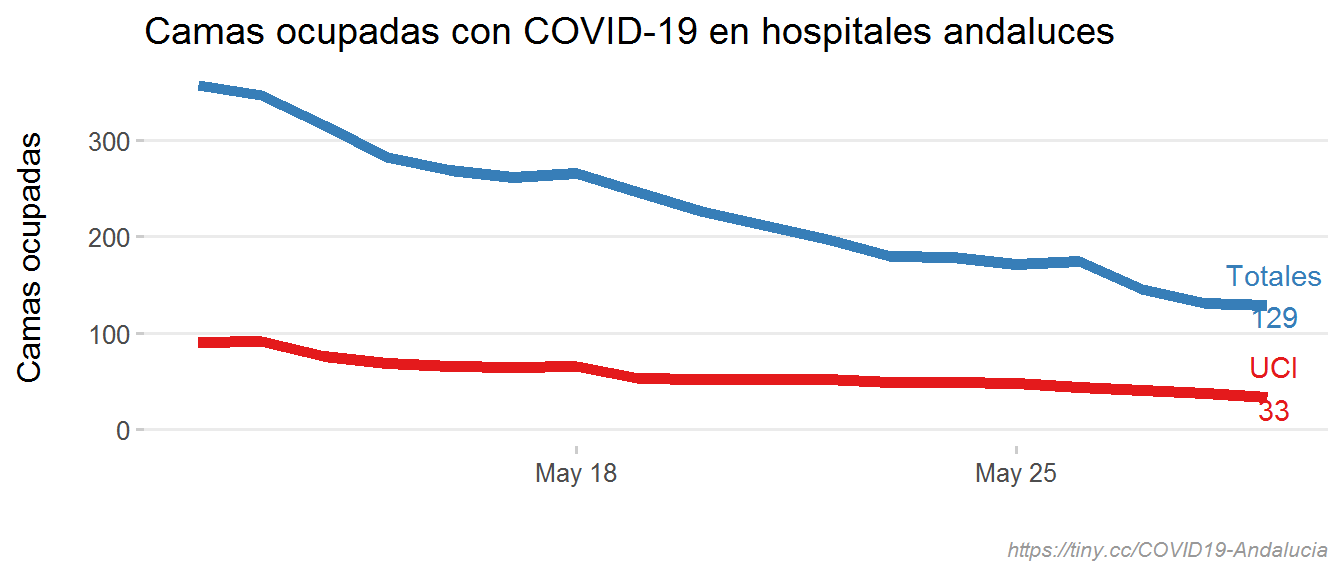 Camas ocupadas con COVID-19 en hospitales andaluces
Camas ocupadas
300
200
100
0
Totales
129
UCI
33
May 18
May 25
https://tiny.cc/COVID19-Andalucia